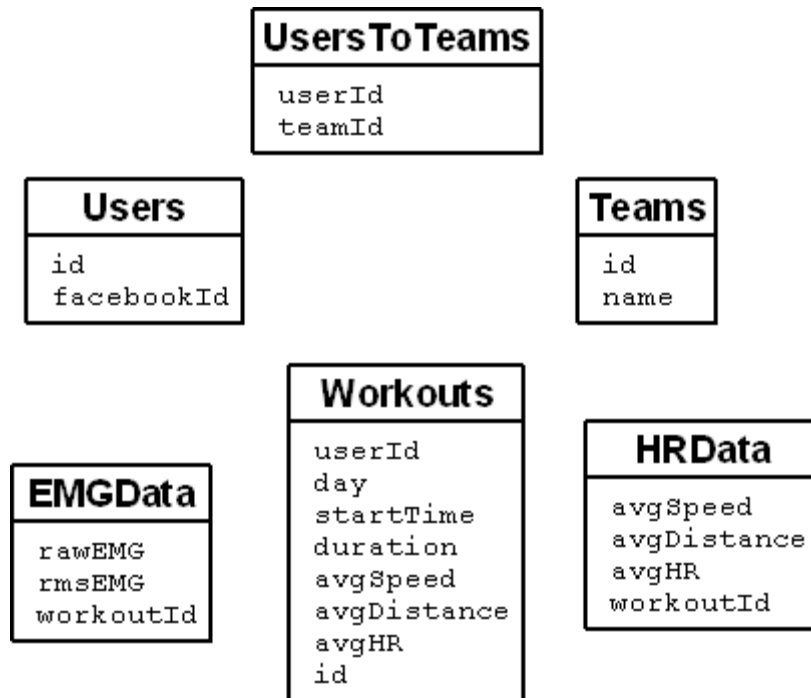 UsersToTeams
userId
teamId
Users
id
facebookId
Teams
id
name
Workouts
userId
day
startTime
duration
avgSpeed
avgDistance
avgHR
id
EMGData
rawEMG
rmsEMG
workoutId
HRData
avgSpeed
avgDistance
avgHR
workoutId